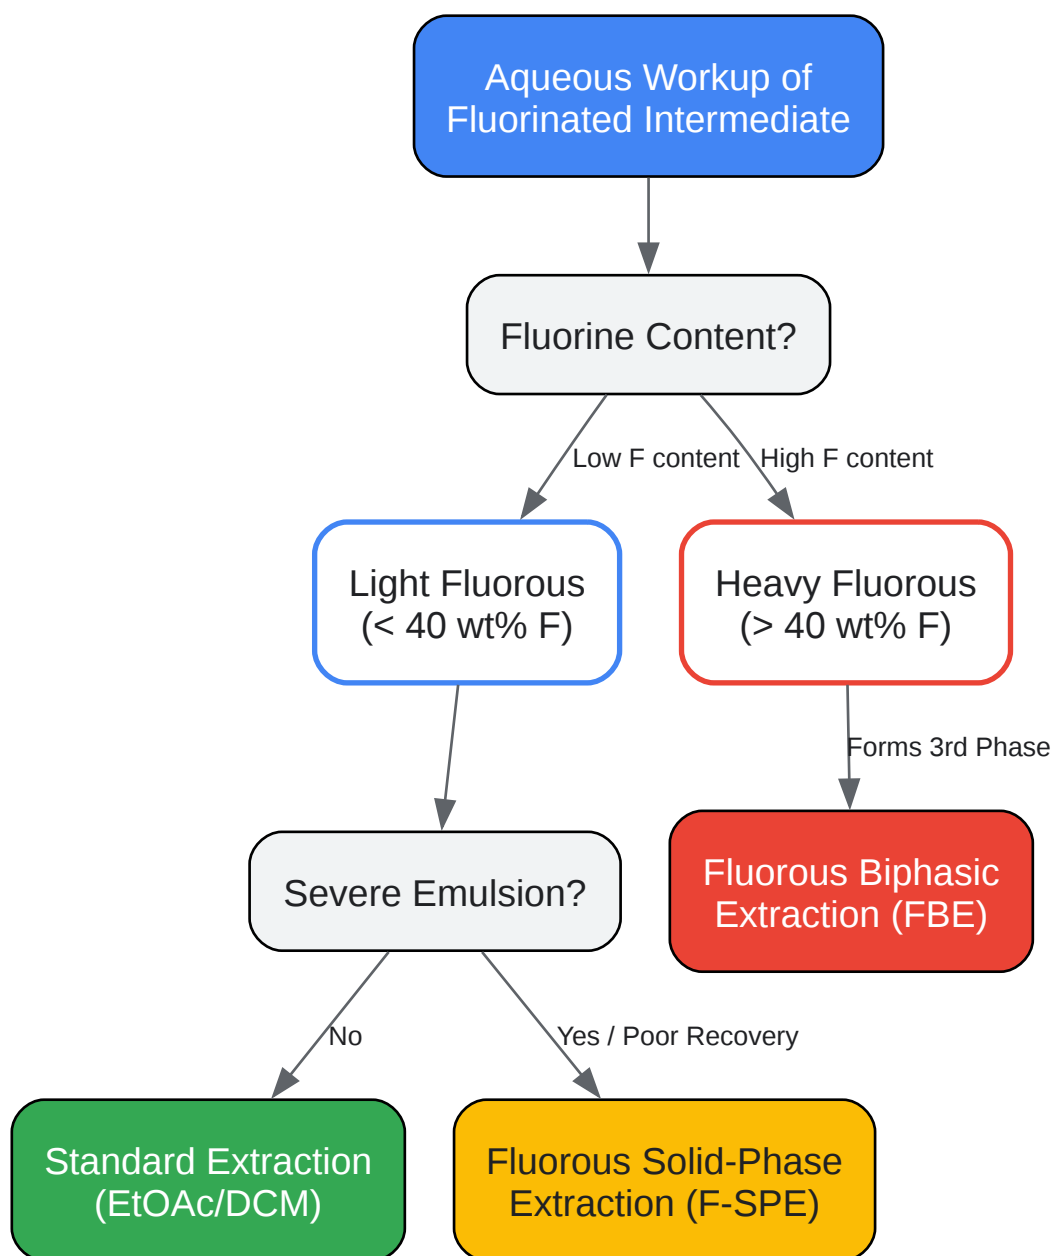 Aqueous Workup of
Fluorinated Intermediate
Fluorine Content?
Low F content
High F content
Light Fluorous
(< 40 wt% F)
Heavy Fluorous
(> 40 wt% F)
Forms 3rd Phase
Severe Emulsion?
Fluorous Biphasic
Extraction (FBE)
No
Yes / Poor Recovery
Standard Extraction
(EtOAc/DCM)
Fluorous Solid-Phase
Extraction (F-SPE)